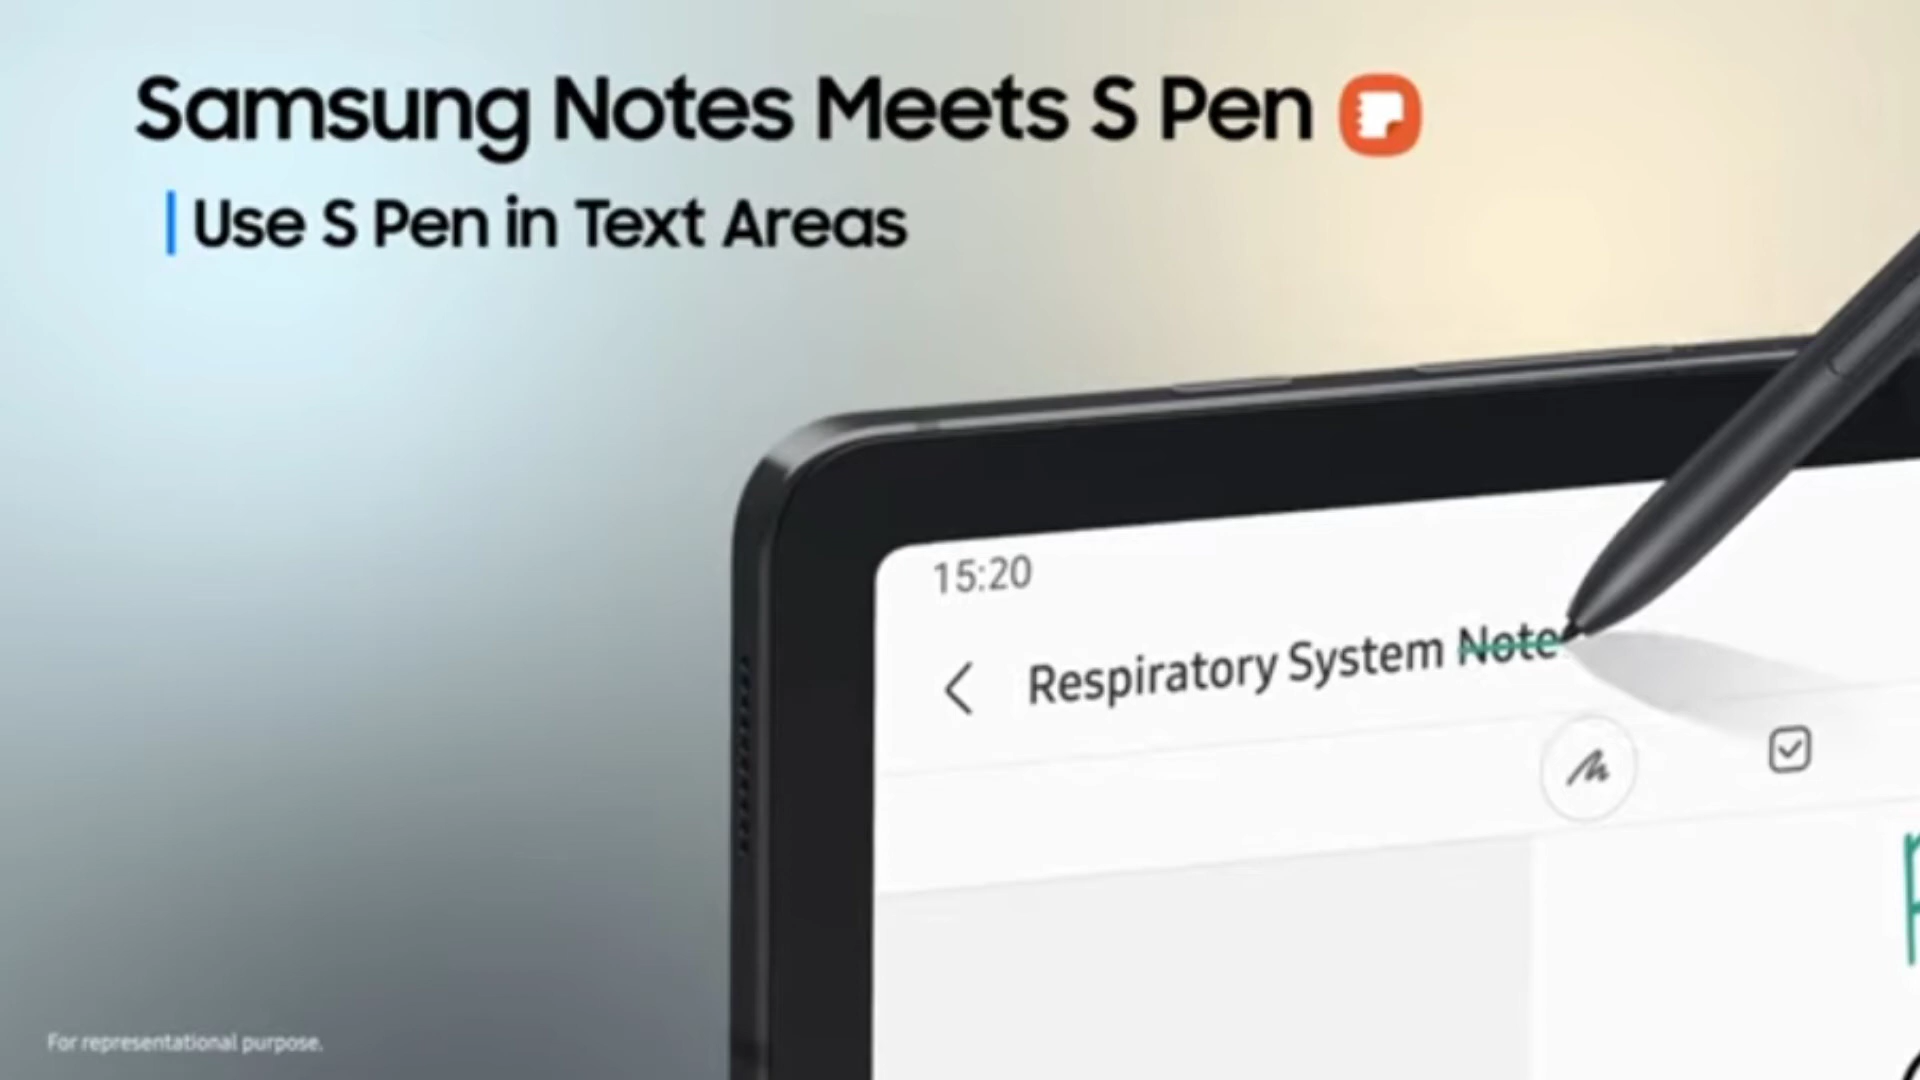 Samsung Notes Meets S Pen
Use S Pen in Text Areas
15:20
Respiratory System Note
For representational purpose.